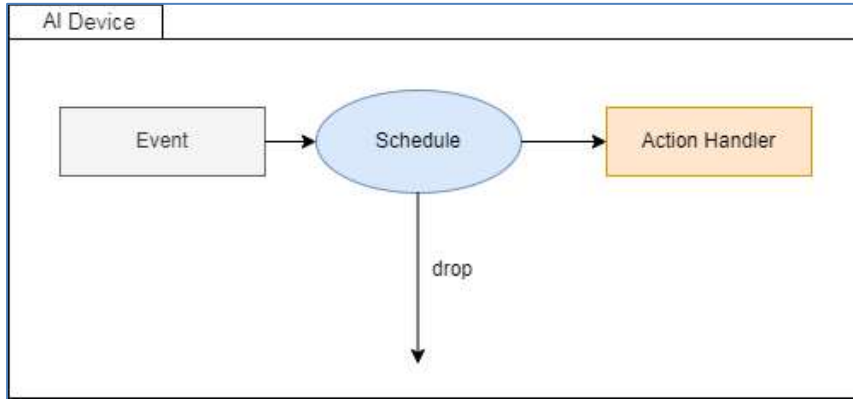 AI Device
Event
Schedule
Action Handler
drop